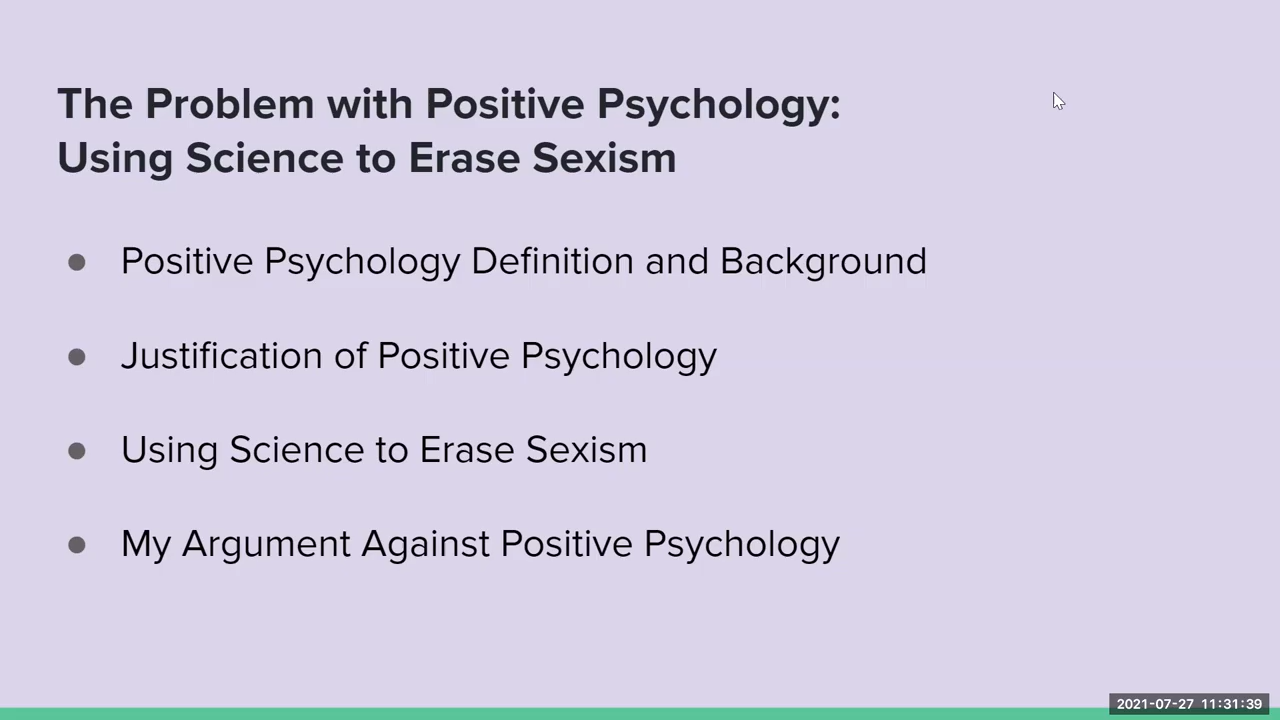 The Problem with Positive Psychology:
Using Science to Erase Sexism
● Positive Psychology Definition and Background
● Justification of Positive Psychology
● Using Science to Erase Sexism
● My Argument Against Positive Psychology
2021-07-27 11:31:39